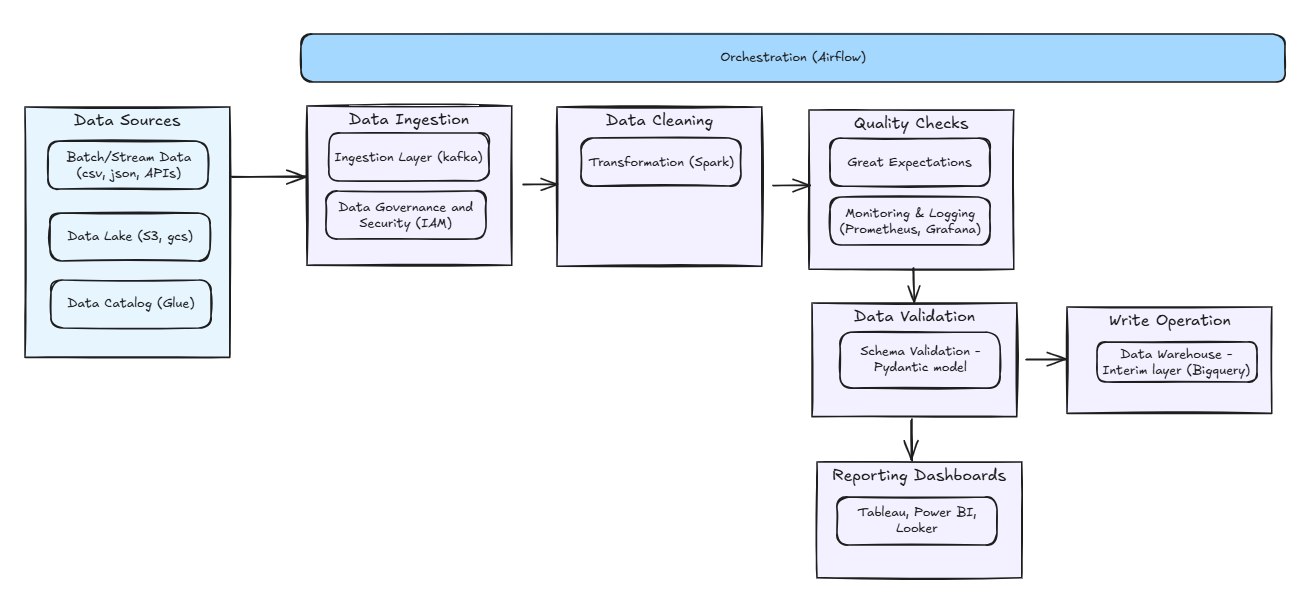 Orchestration (Airflow)
Data Sources
Batch/Stream Data
(csv, json, APIs)
Data Lake (S3, gcs)
Data Catalog (Glue)
Data Ingestion
Ingestion Layer (kafka)
Data Governance and
Security (IAM)
Data Cleaning
Transformation (Spark)
Quality Checks
Great Expectations
Monitoring & Logging
(Prometheus, Grafana)
Data Validation
Schema Validation -
Pydantic model
Write Operation
Data Warehouse -
Interim layer (Bigquery)
Reporting Dashboards
Tableau, Power BI,
Looker